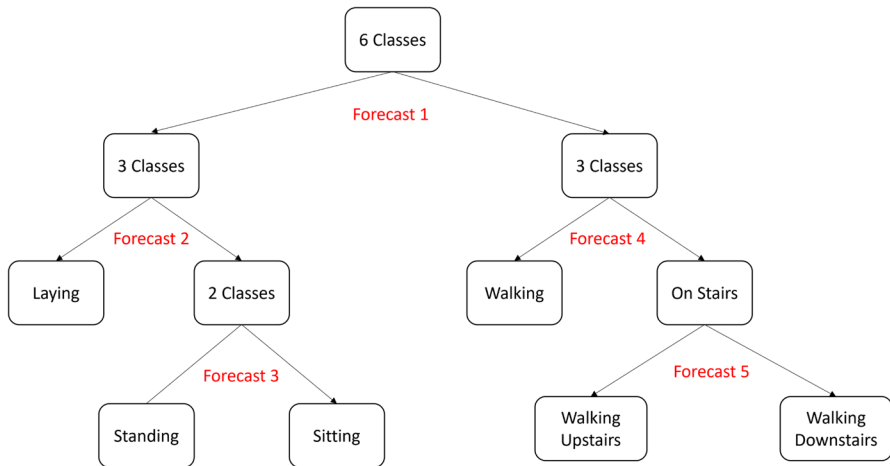 6 Classes
Forecast 1
3 Classes
3 Classes
Forecast 2
Forecast 4
Laying
2 Classes
Walking
On Stairs
Forecast 3
Forecast 5
Standing
Sitting
Walking
Upstairs
Walking
Downstairs